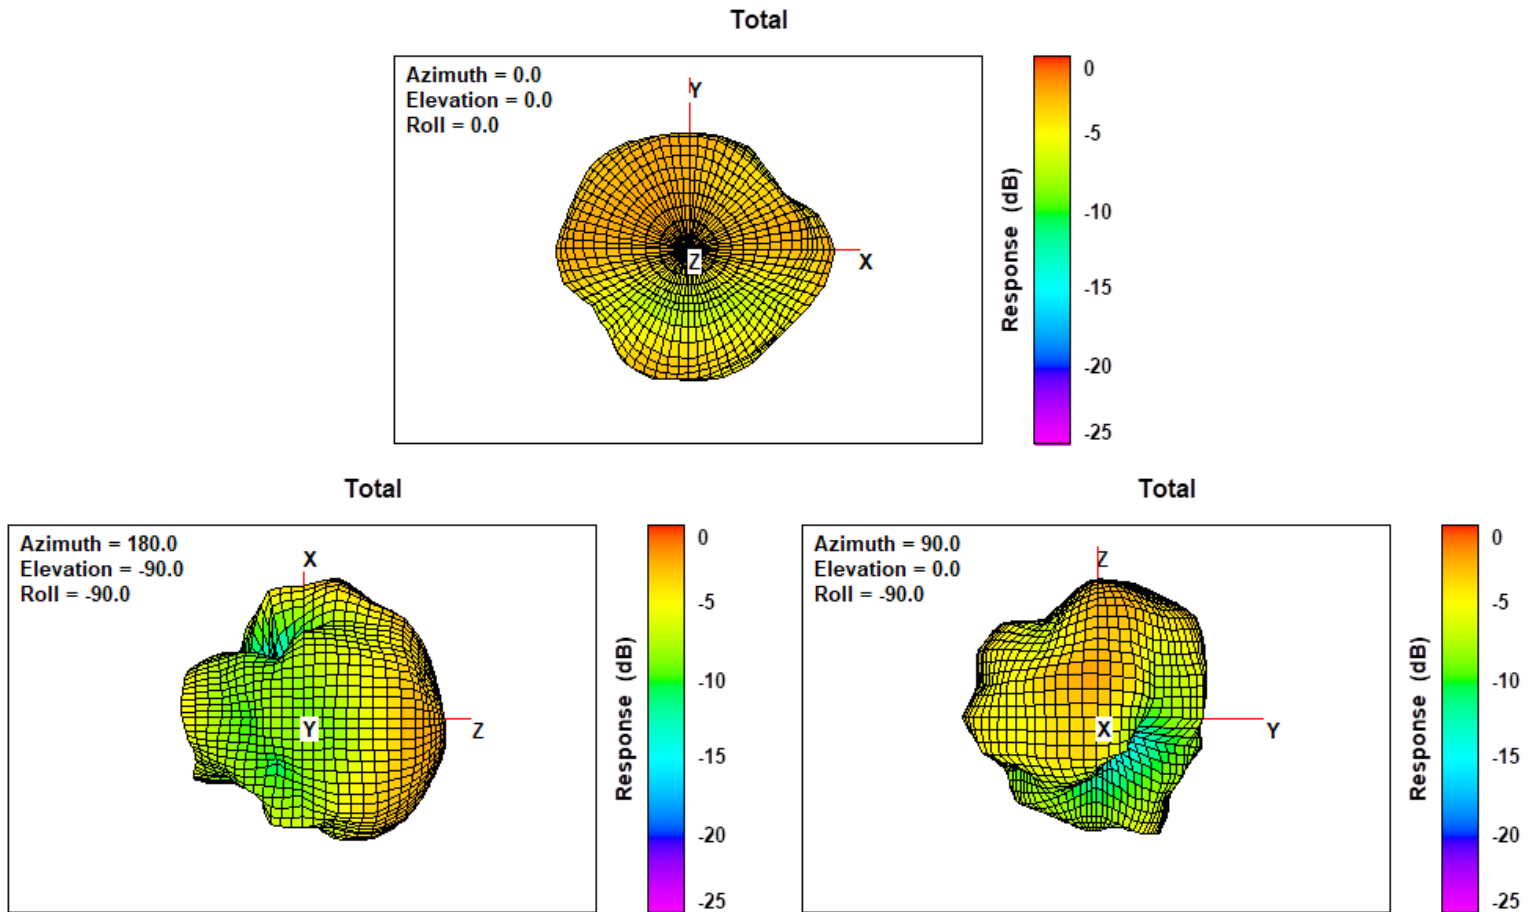 Total
Azimuth = 0.0
Elevation = 0.0
Roll = 0.0
Y
Z
X
Response (dB)
0
-5
-10
-15
-20
-25
Total
Azimuth = 180.0
Elevation = -90.0
Roll = -90.0
X
Y
Z
Response (dB)
0
-5
-10
-15
-20
-25
Total
Azimuth = 90.0
Elevation = 0.0
Roll = -90.0
Z
X
Y
Response (dB)
0
-5
-10
-15
-20
-25